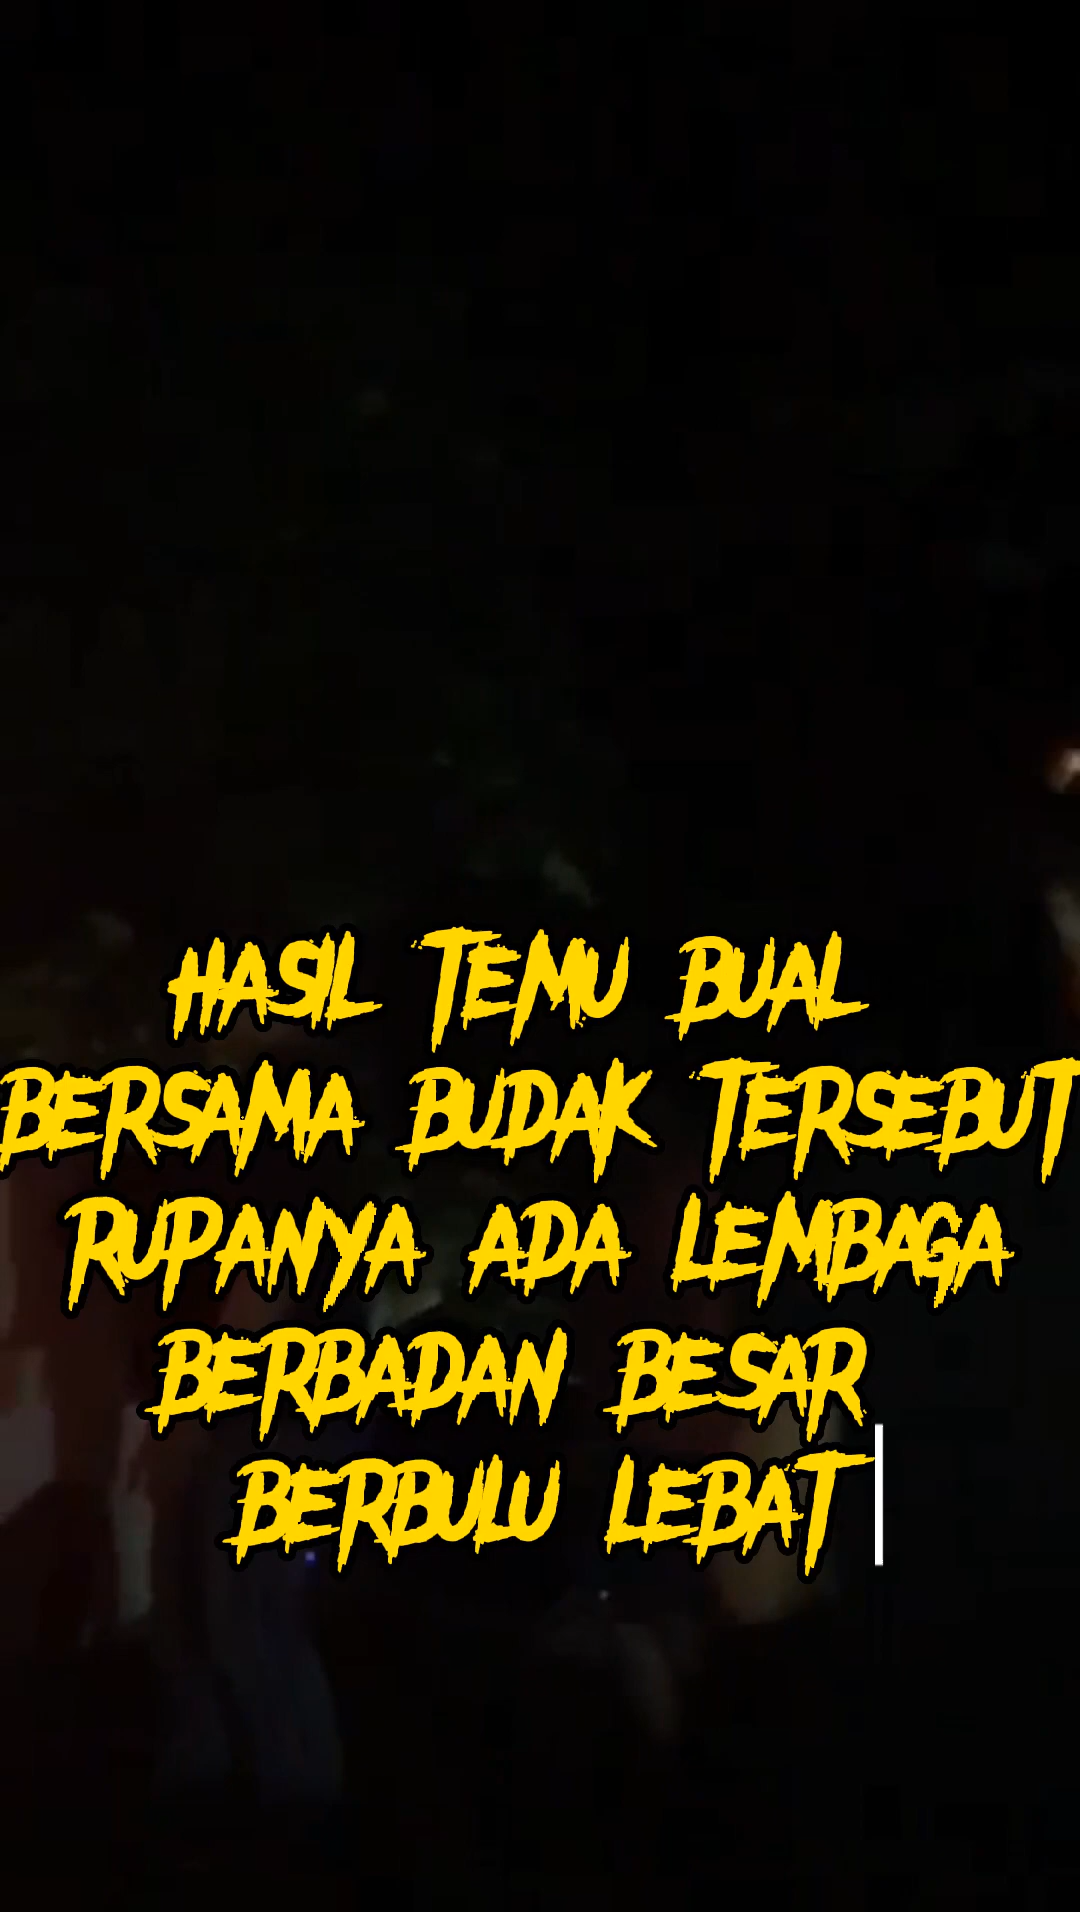 HASIL TEMU BUAL
BERSAMA BUDAK TERSEBUT
RUPANYA ADA LEMBAGA
BERBADAN BESAR
BERBULU LEBAT